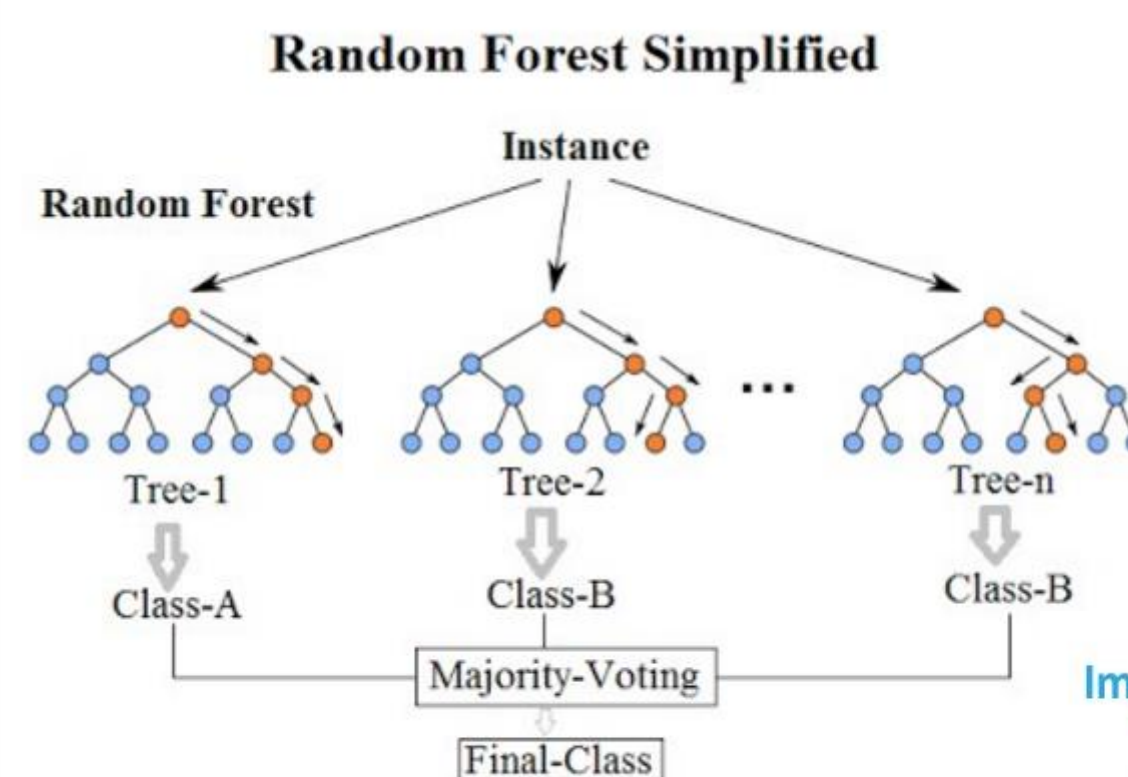 Random Forest Simplified
Instance
Random Forest
...
Tree-1 Tree-2 Tree-n
Class-A Class-B Class-B
Majority-Voting
Final-Class